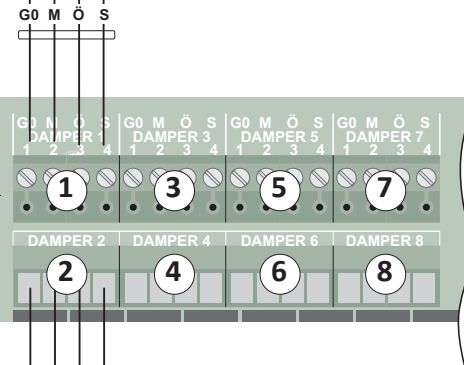 G0 M Ö S
G0 M Ö S G0 M Ö S G0 M Ö S G0 M Ö S
DAMPER 1 DAMPER 3 DAMPER 5 DAMPER 7
1 2 3 4 1 2 3 4 1 2 3 4 1 2 3 4
1 3 5 7
DAMPER 2 DAMPER 4 DAMPER 6 DAMPER 8
2 4 6 8